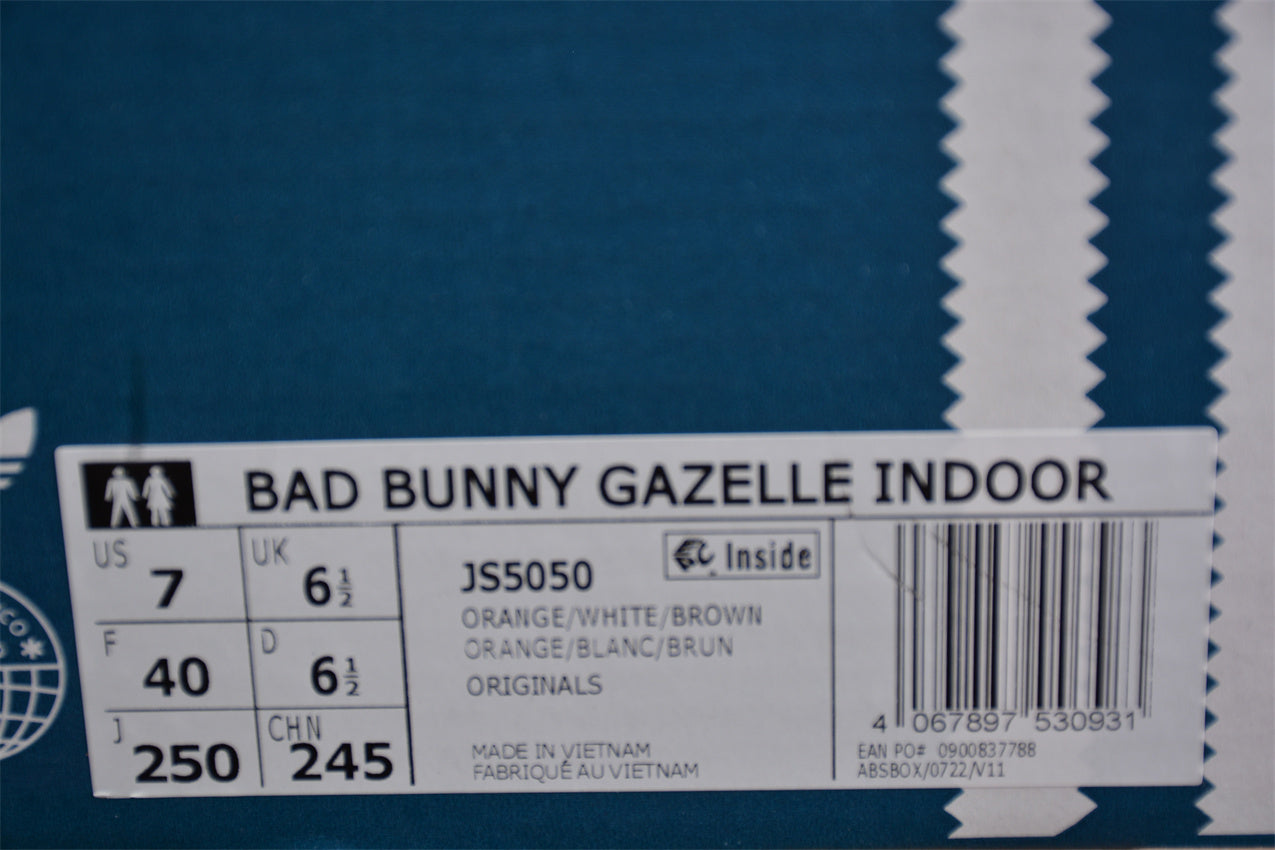 BAD BUNNY GAZELLE INDOOR
US 7
UK 6½
F 40
D 6½
J 250
CHN 245
JS5050
Inside
ORANGE/WHITE/BROWN
ORANGE/BLANC/BRUN
ORIGINALS
MADE IN VIETNAM
FABRIQUÉ AU VIETNAM
4 067897 530931
EAN PO# 0900837788
ABSBOX/0722/V11